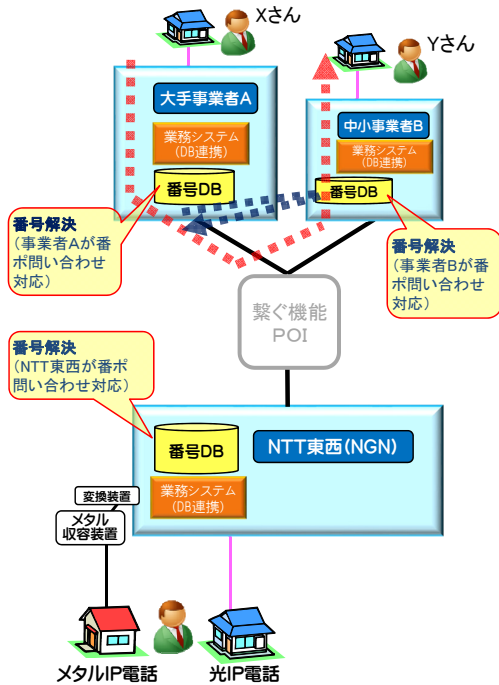 Xさん
Yさん
大手事業者A
業務システム
(DB連携)
番号DB
中小事業者B
業務システム
(DB連携)
番号DB
番号解決
(事業者Aが番
ポ問い合わせ
対応)
番号解決
(事業者Bが番
ポ問い合わせ
対応)
繋ぐ機能
POI
番号解決
(NTT東西が番ポ
問い合わせ対応)
番号DB
NTT東西(NGN)
業務システム
(DB連携)
変換装置
メタル
収容装置
メタルIP電話
光IP電話